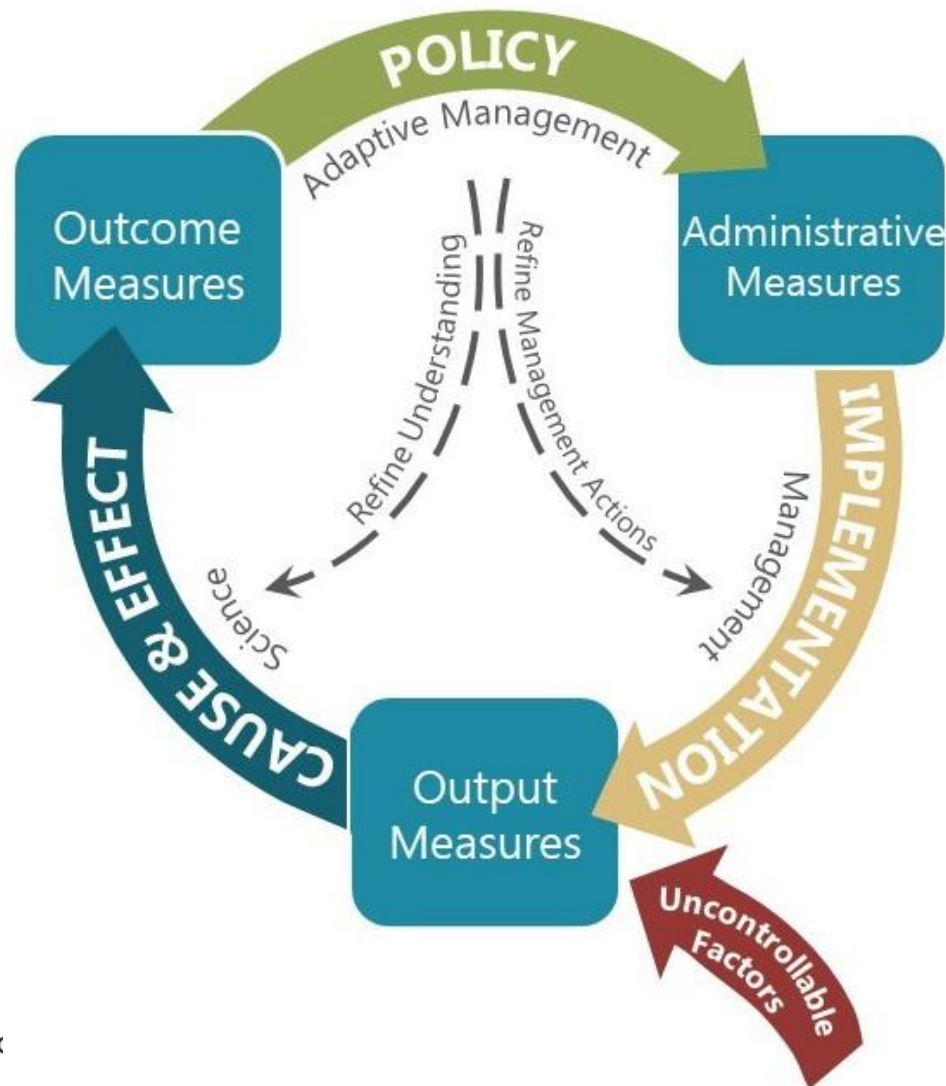 POLICY
Adaptive Management
Outcome
Measures
Administrative
Measures
Refine Understanding
Refine Management Actions
CAUSE & EFFECT
Science
Management
IMPLEMENTATION
Output
Measures
Uncontrollable
Factors